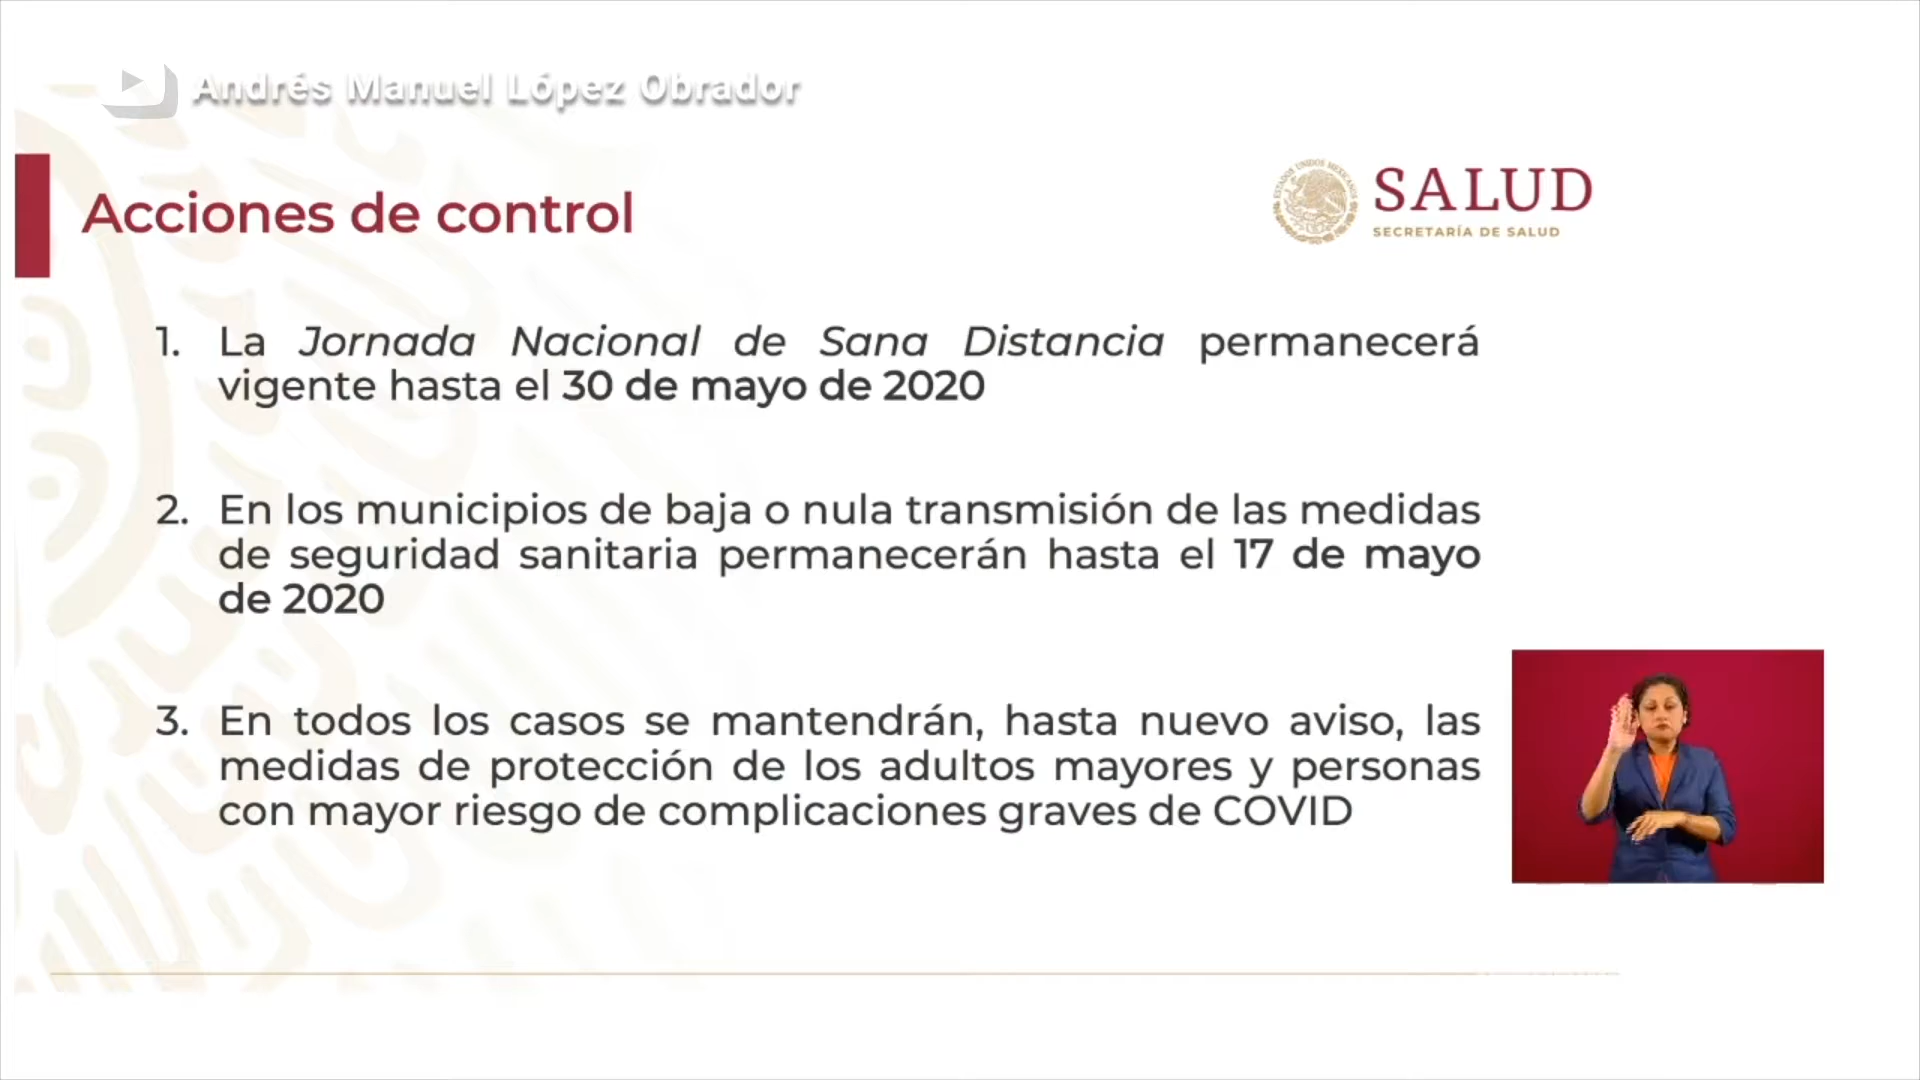 Andrés Manuel López Obrador
Acciones de control
ESTADOS UNIDOS MEXICANOS
SALUD
SECRETARÍA DE SALUD
1. La Jornada Nacional de Sana Distancia permanecerá
vigente hasta el 30 de mayo de 2020
2. En los municipios de baja o nula transmisión de las medidas
de seguridad sanitaria permanecerán hasta el 17 de mayo
de 2020
3. En todos los casos se mantendrán, hasta nuevo aviso, las
medidas de protección de los adultos mayores y personas
con mayor riesgo de complicaciones graves de COVID